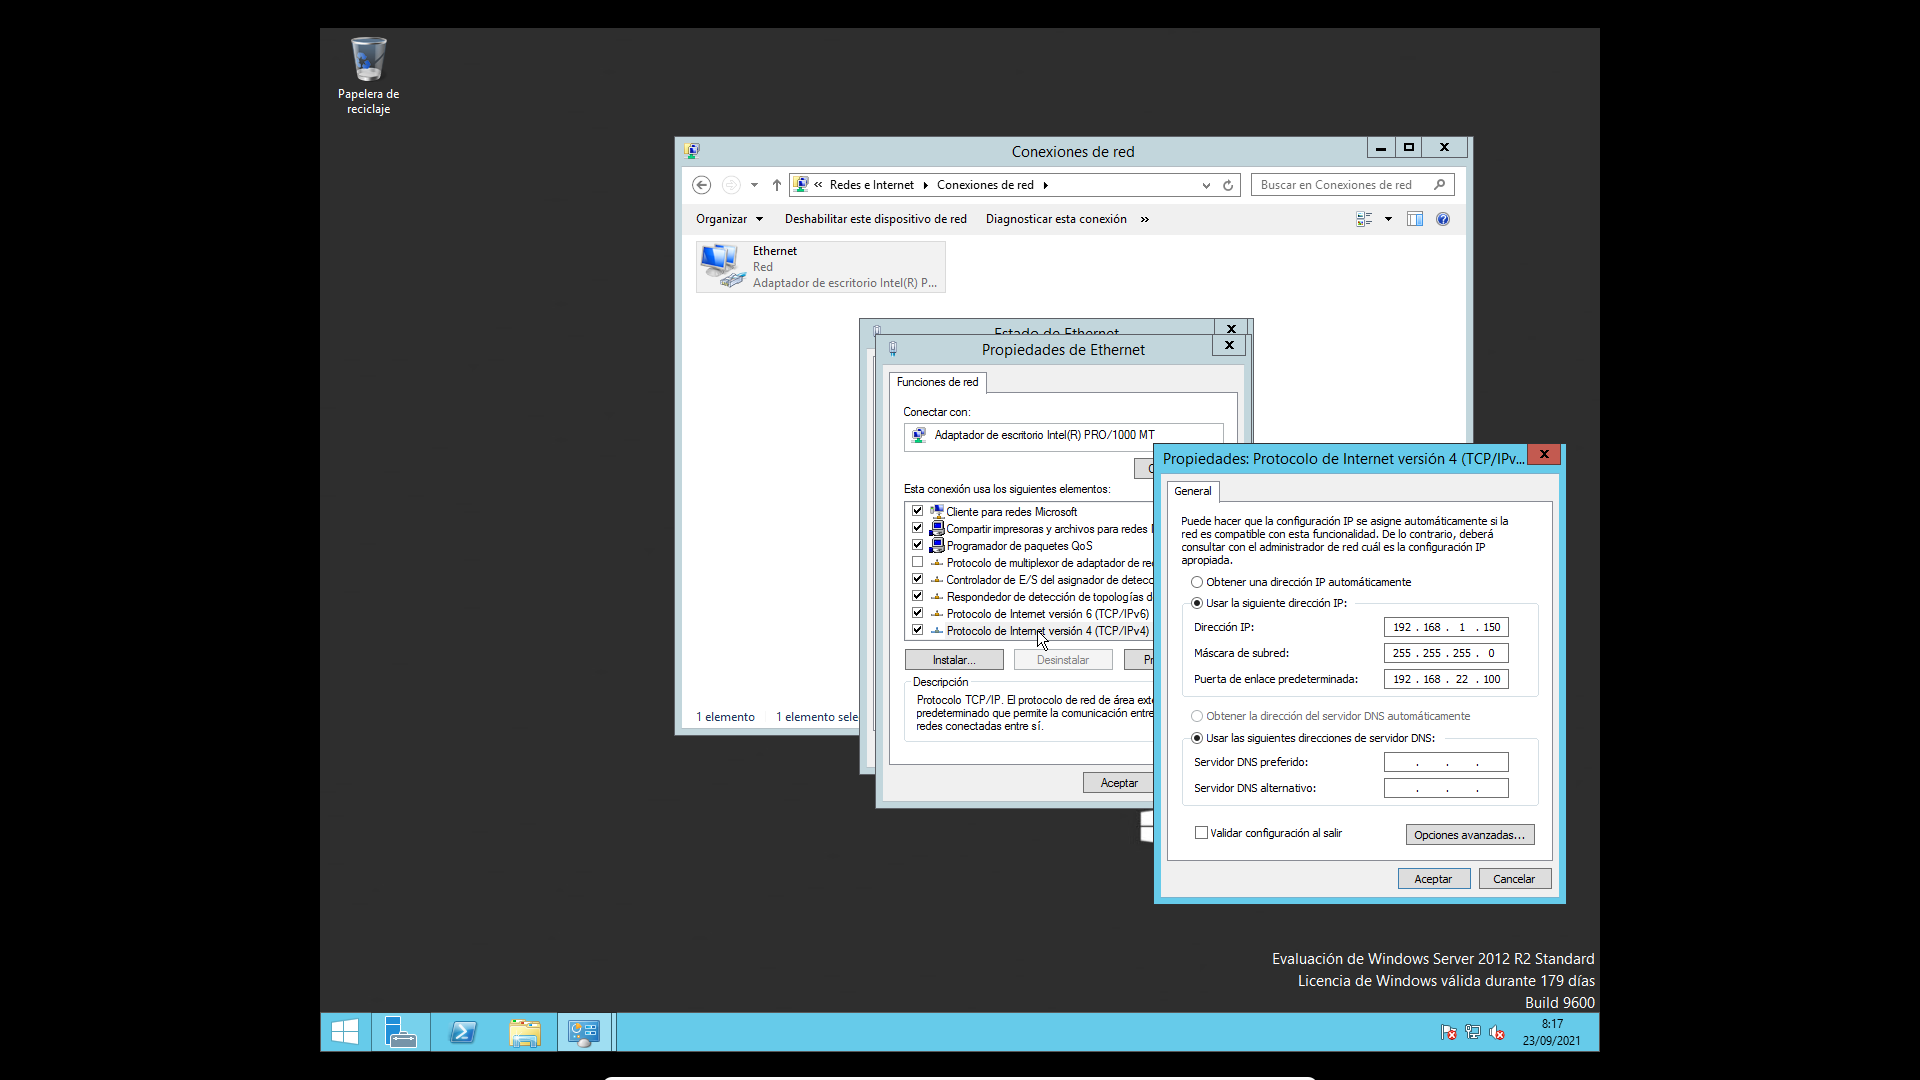 Papelera de
reciclaje
Conexiones de red
« Redes e Internet Conexiones de red
Buscar en Conexiones de red
Organizar Deshabilitar este dispositivo de red Diagnosticar esta conexión »
Ethernet
Red
Adaptador de escritorio Intel(R) P...
1 elemento 1 elemento sele
Estado de Ethernet
Propiedades de Ethernet
Funciones de red
Conectar con:
Adaptador de escritorio Intel(R) PRO/1000 MT
Esta conexión usa los siguientes elementos:
Cliente para redes Microsoft
Compartir impresoras y archivos para redes
Programador de paquetes QoS
Protocolo de multiplexor de adaptador de re
Controlador de E/S del asignador de detecc
Respondedor de detección de topologías d
Protocolo de Internet versión 6 (TCP/IPv6)
Protocolo de Internet versión 4 (TCP/IPv4)
Instalar... Desinstalar Pr
Descripción
Protocolo TCP/IP. El protocolo de red de área exte
predeterminado que permite la comunicación entre
redes conectadas entre sí.
Aceptar
Propiedades: Protocolo de Internet versión 4 (TCP/IPv...
General
Puede hacer que la configuración IP se asigne automáticamente si la
red es compatible con esta funcionalidad. De lo contrario, deberá
consultar con el administrador de red cuál es la configuración IP
apropiada.
Obtener una dirección IP automáticamente
Usar la siguiente dirección IP:
Dirección IP: 192 . 168 . 1 . 150
Máscara de subred: 255 . 255 . 255 . 0
Puerta de enlace predeterminada: 192 . 168 . 22 . 100
Obtener la dirección del servidor DNS automáticamente
Usar las siguientes direcciones de servidor DNS:
Servidor DNS preferido: . . .
Servidor DNS alternativo: . . .
Validar configuración al salir
Opciones avanzadas...
Aceptar Cancelar
Evaluación de Windows Server 2012 R2 Standard
Licencia de Windows válida durante 179 días
Build 9600
8:17
23/09/2021